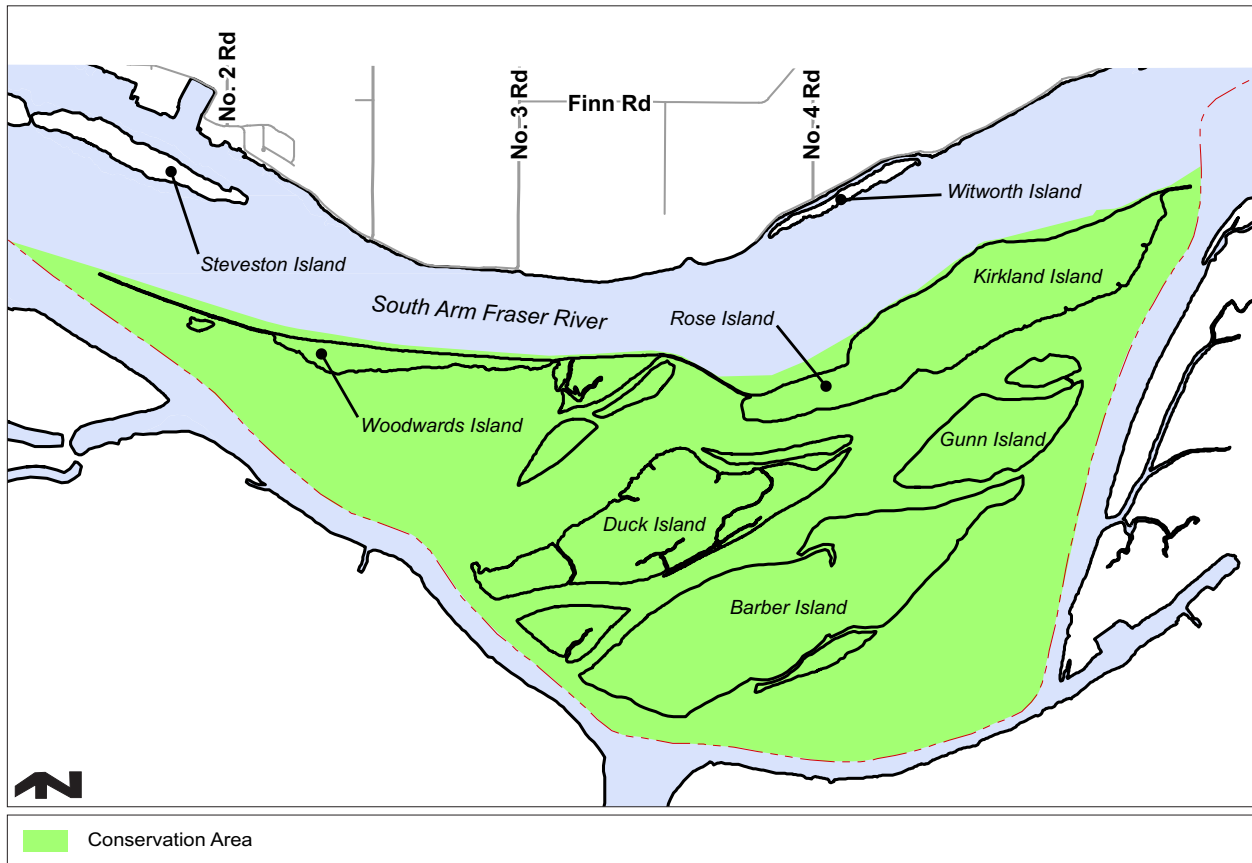 No. 2 Rd
No. 3 Rd
Finn Rd
No. 4 Rd
Witworth Island
Steveston Island
Kirkland Island
South Arm Fraser River
Rose Island
Woodwards Island
Gunn Island
Duck Island
Barber Island
N
Conservation Area